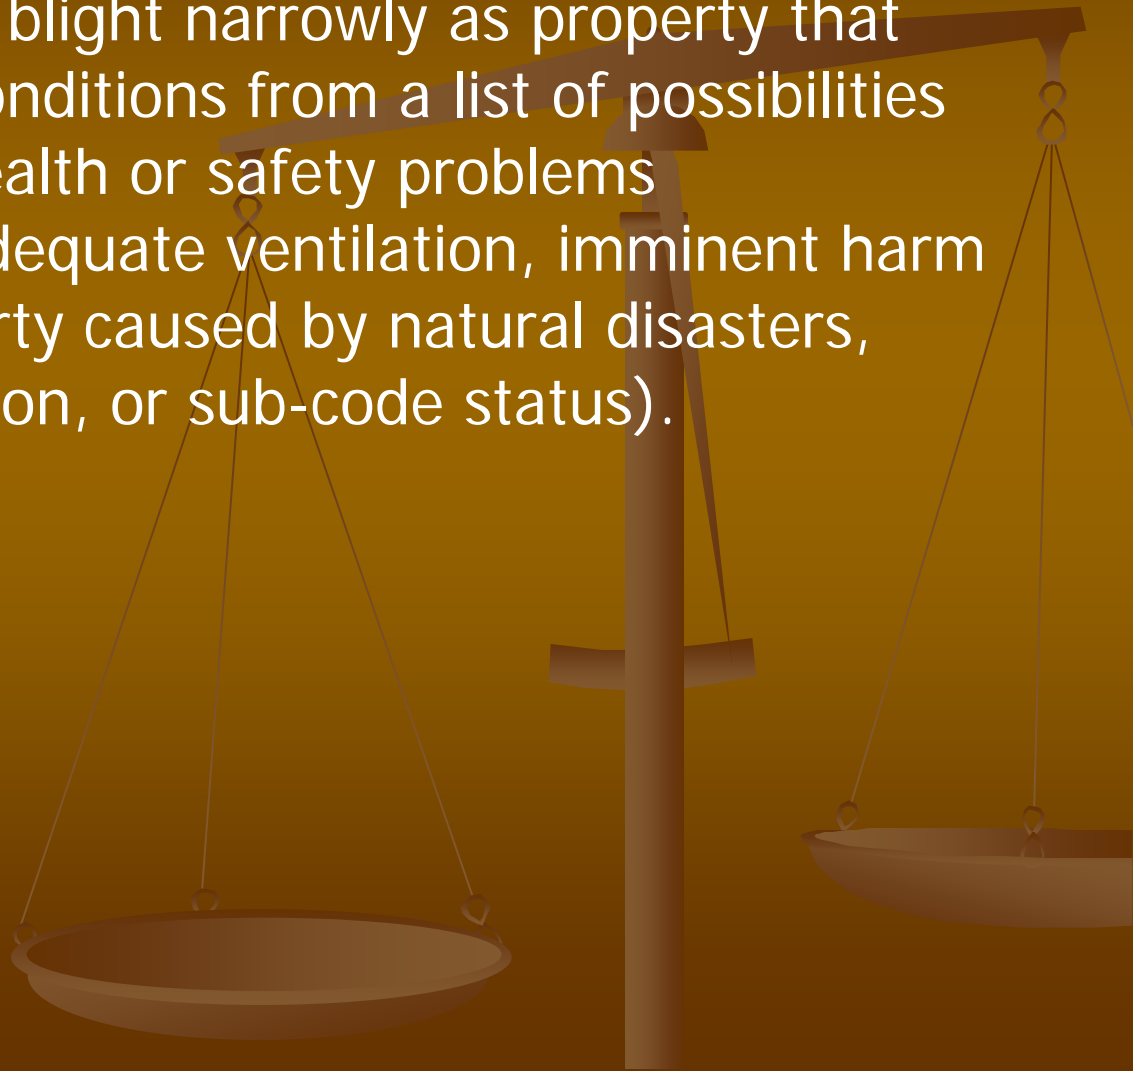 blight narrowly as property that
onditions from a list of possibilities
ealth or safety problems
dequate ventilation, imminent harm
rty caused by natural disasters,
on, or sub-code status).